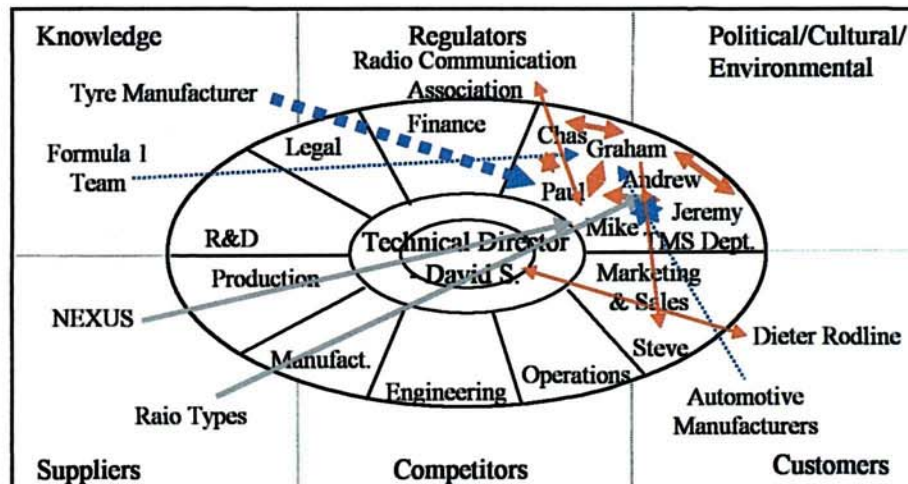 Knowledge
Regulators
Political/Cultural/
Environmental
Radio Communication
Association
Tyre Manufacturer
Finance
Chas
Legal
Graham
Formula 1
Team
Paul
Andrew
Jeremy
Mike
MS Dept.
R&D
Technical Director
- David S.
Production
Marketing
& Sales
NEXUS
Steve
Dieter Rodline
Manufact.
Operations
Engineering
Raio Types
Automotive
Manufacturers
Suppliers
Competitors
Customers